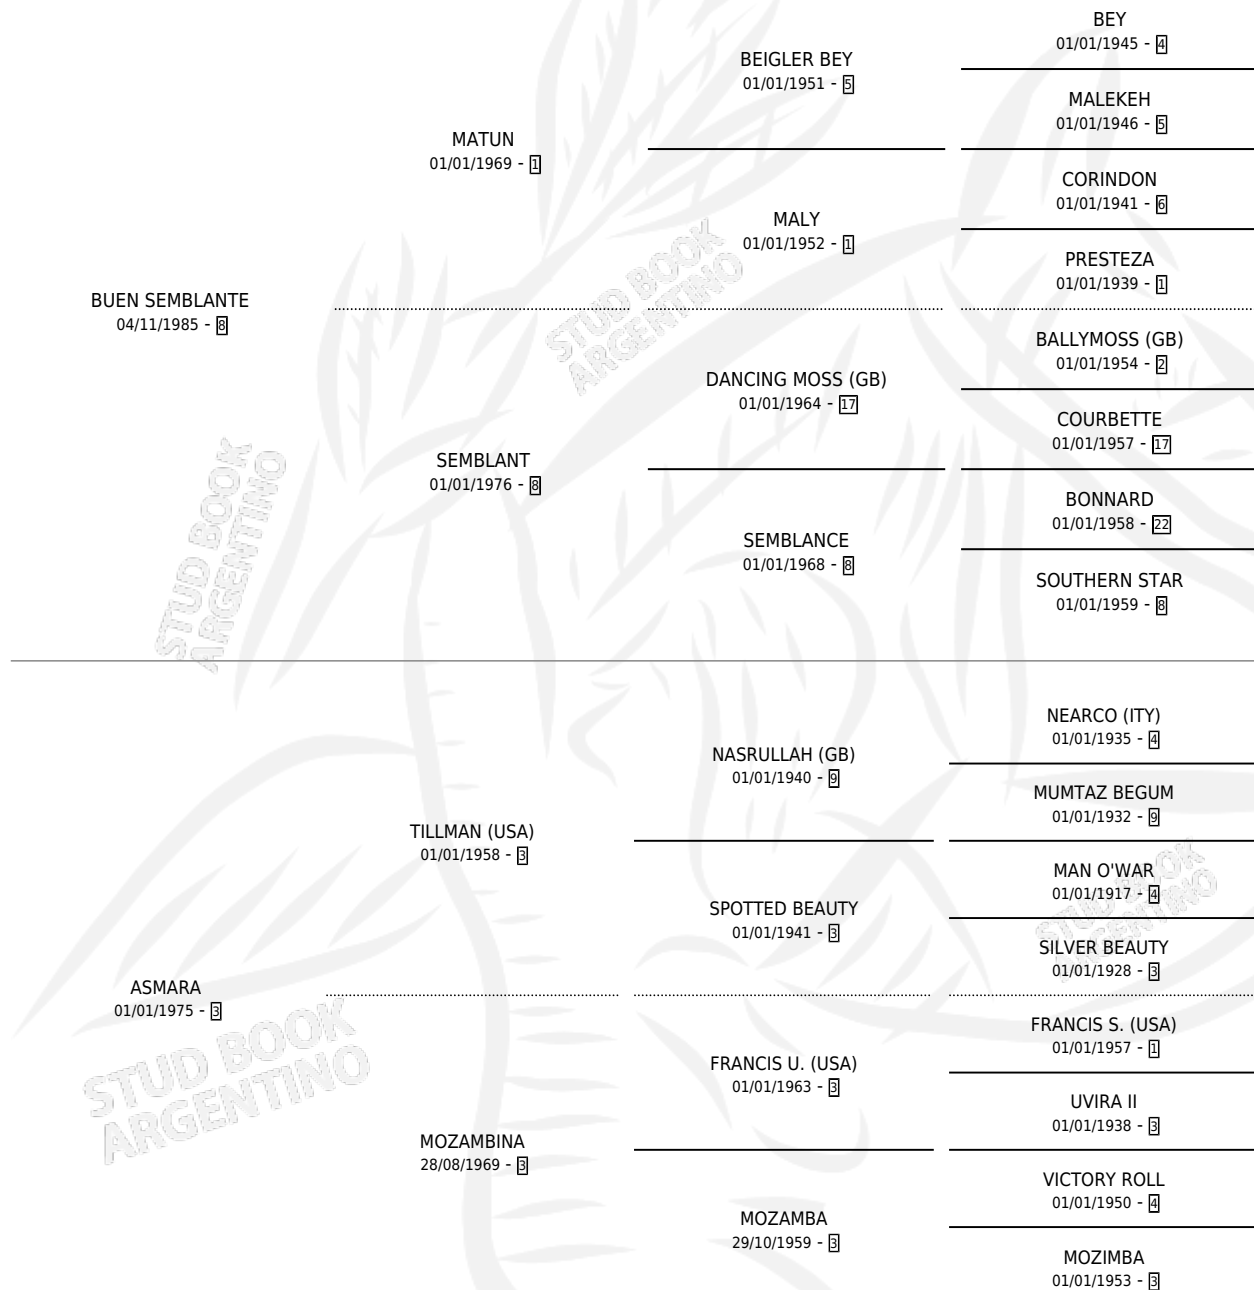 BEY
01/01/1945 - 4
BEIGLER BEY
01/01/1951 - 5
MALEKEH
01/01/1946 - 5
MATUN
01/01/1969 - 1
CORINDON
01/01/1941 - 6
MALY
01/01/1952 - 1
PRESTEZA
01/01/1939 - 1
BUEN SEMBLANTE
04/11/1985 - 8
STUD BOOK
ARGENTINO
BALLYMOSS (GB)
01/01/1954 - 2
DANCING MOSS (GB)
01/01/1964 - 17
COURBETTE
01/01/1957 - 17
SEMBLANT
01/01/1976 - 8
BONNARD
01/01/1958 - 22
SEMBLANCE
01/01/1968 - 8
SOUTHERN STAR
01/01/1959 - 8
STUD BOOK
ARGENTINO
NEARCO (ITY)
01/01/1935 - 4
NASRULLAH (GB)
01/01/1940 - 9
MUMTAZ BEGUM
01/01/1932 - 9
TILLMAN (USA)
01/01/1958 - 3
MAN O'WAR
01/01/1917 - 4
SPOTTED BEAUTY
01/01/1941 - 3
SILVER BEAUTY
01/01/1928 - 3
STUD BOOK
ARGENTINO
ASMARA
01/01/1975 - 3
FRANCIS S. (USA)
01/01/1957 - 1
FRANCIS U. (USA)
01/01/1963 - 3
UVIRA II
01/01/1938 - 3
STUD BOOK
ARGENTINO
MOZAMBINA
28/08/1969 - 3
VICTORY ROLL
01/01/1950 - 4
MOZAMBA
29/10/1959 - 3
MOZIMBA
01/01/1953 - 3